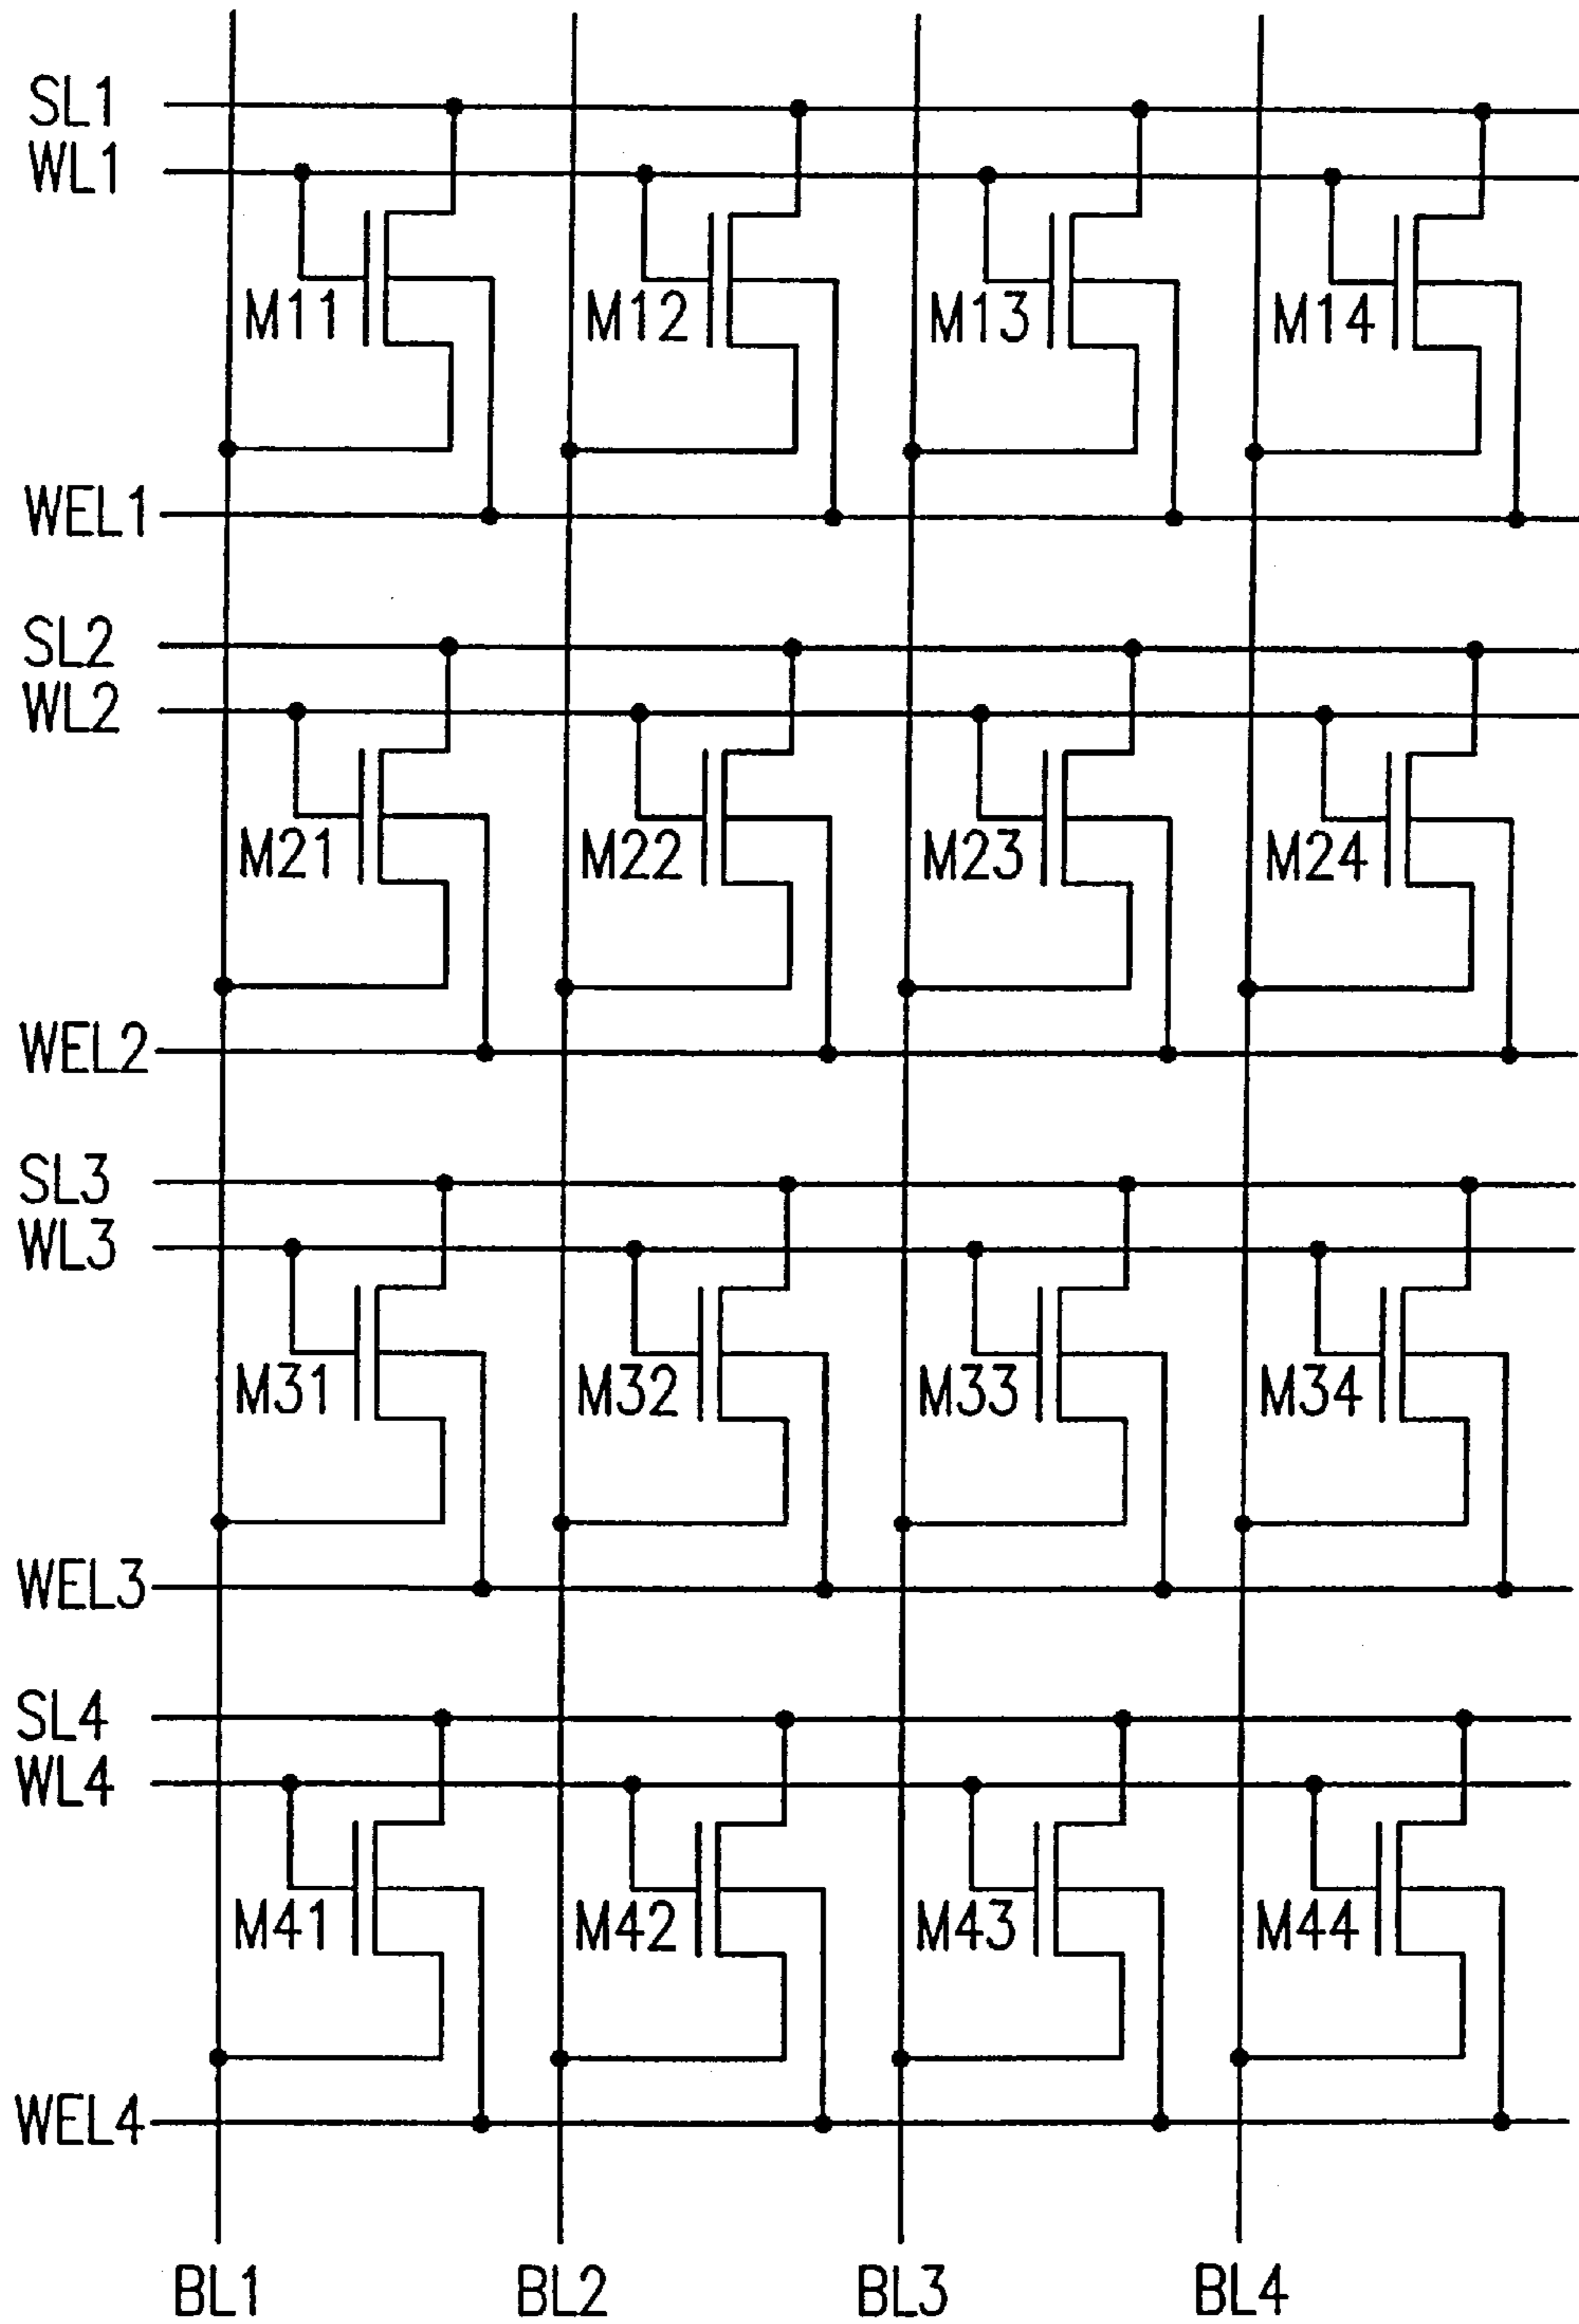 SL1
WL1
M11 M12 M13 M14
WEL1
SL2
WL2
M21 M22 M23 M24
WEL2
SL3
WL3
M31 M32 M33 M34
WEL3
SL4
WL4
M41 M42 M43 M44
WEL4
BL1 BL2 BL3 BL4